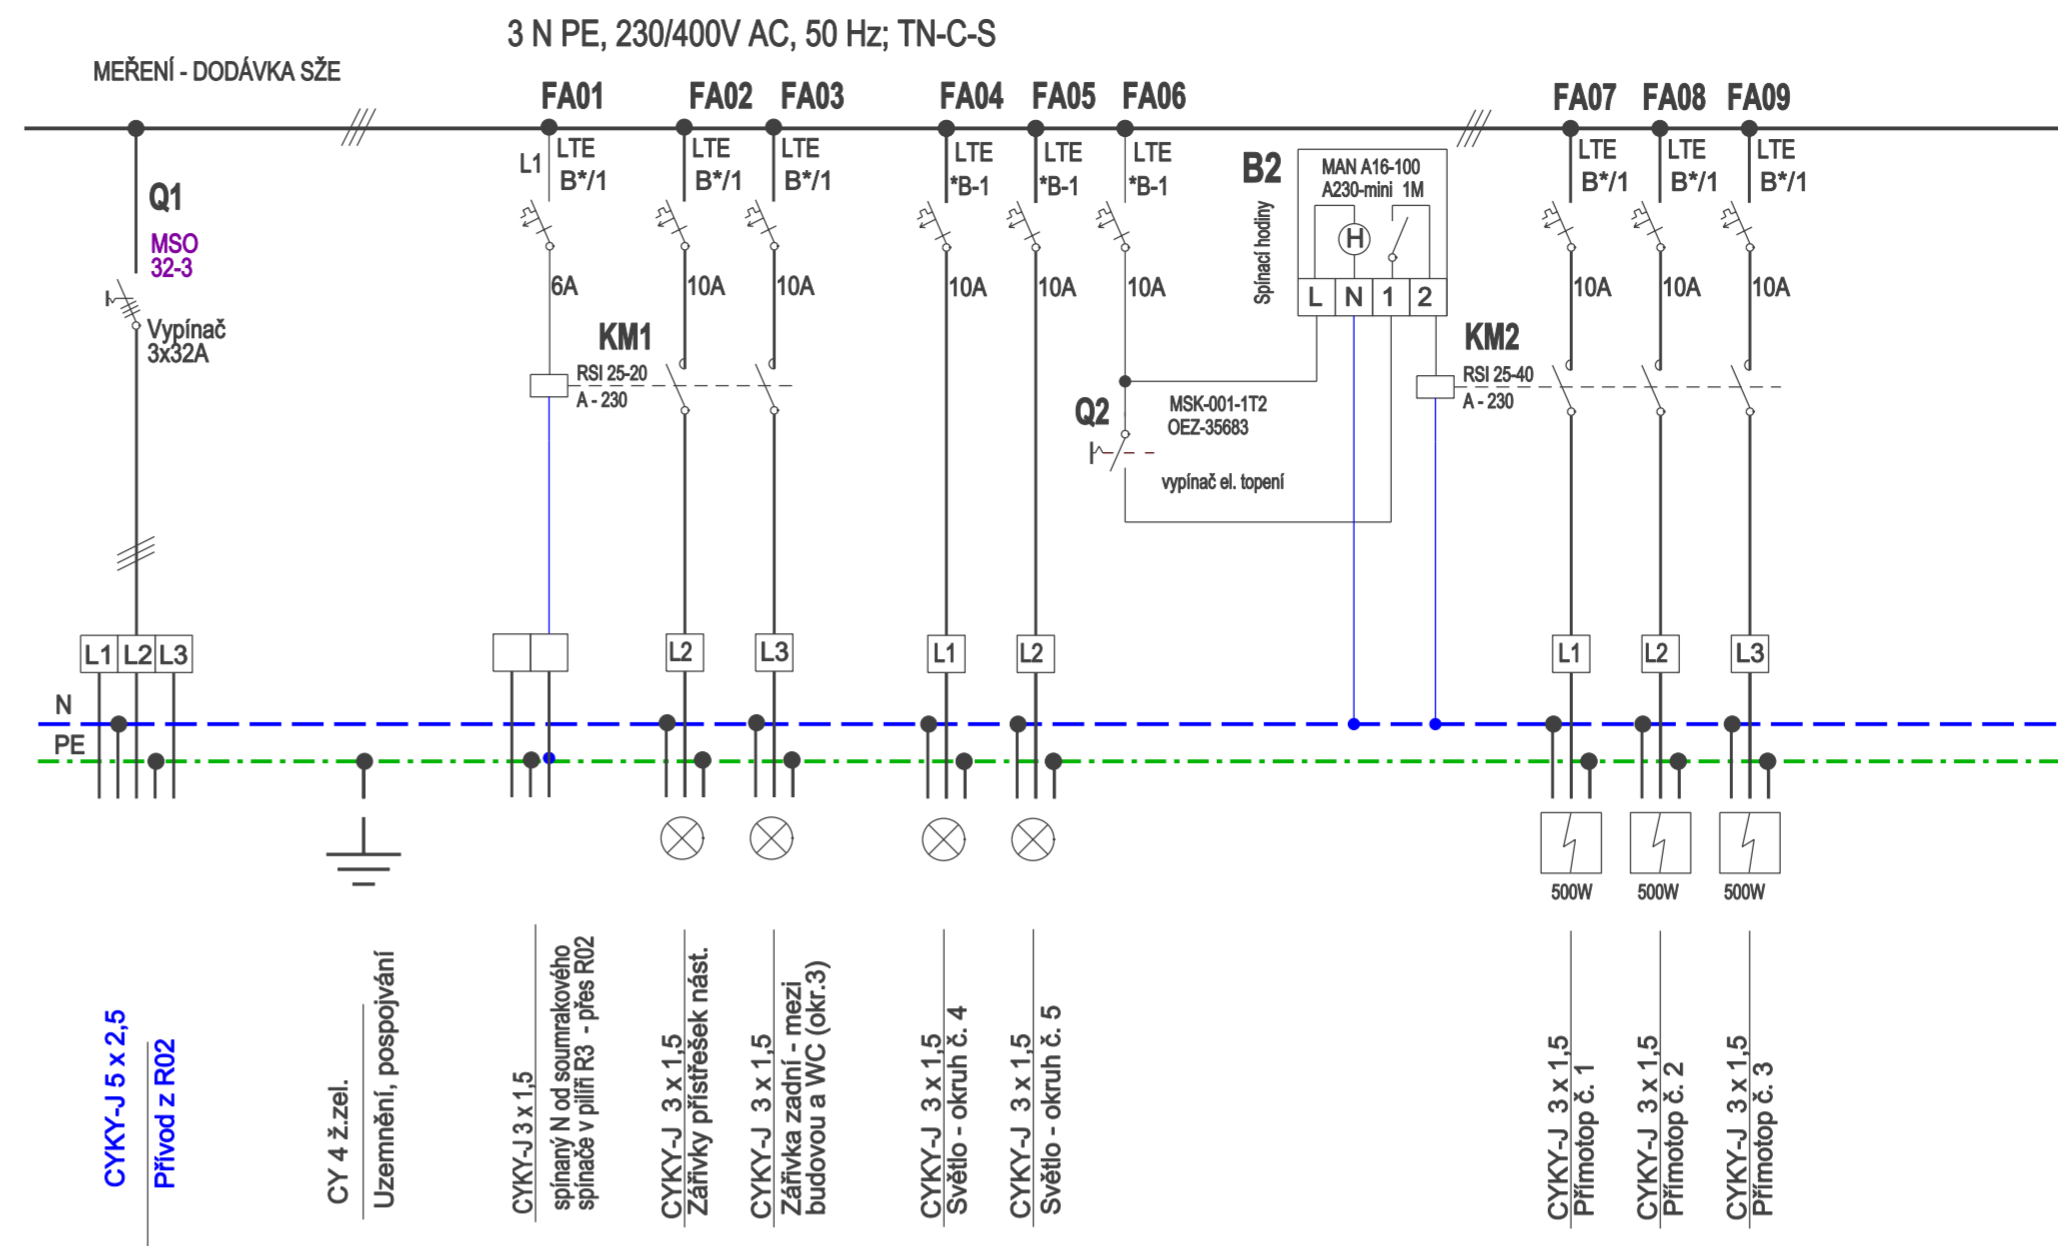 3 N PE, 230/400V AC, 50 Hz; TN-C-S
MEŘENÍ - DODÁVKA SŽE
FA01
FA02
FA03
FA04
FA05
FA06
FA07
FA08
FA09
Q1
MSO
32-3
Vypínač
3x32A
L1
LTE
B*/1
6A
LTE
B*/1
10A
LTE
B*/1
10A
LTE
*B-1
10A
LTE
*B-1
10A
LTE
*B-1
10A
B2
Spínací hodiny
MAN A16-100
A230-mini 1M
H
L N 1 2
LTE
B*/1
10A
LTE
B*/1
10A
LTE
B*/1
10A
KM1
RSI 25-20
A - 230
Q2
MSK-001-1T2
OEZ-35683
vypínač el. topení
KM2
RSI 25-40
A - 230
L1 L2 L3
L2
L3
L1
L2
L1
L2
L3
N
PE
500W
500W
500W
CYKY-J 5 x 2,5
Přívod z R02
CY 4 ž.zel.
Uzemnění, pospojvání
CYKY-J 3 x 1,5
spínaný N od soumrakového
spínače v pilíři R3 - přes R02
CYKY-J 3 x 1,5
Zářivky přístřešek nást.
CYKY-J 3 x 1,5
Zářivka zadní - mezi
budovou a WC (okr.3)
CYKY-J 3 x 1,5
Světlo - okruh č. 4
CYKY-J 3 x 1,5
Světlo - okruh č. 5
CYKY-J 3 x 1,5
Přímotop č. 1
CYKY-J 3 x 1,5
Přímotop č. 2
CYKY-J 3 x 1,5
Přímotop č. 3